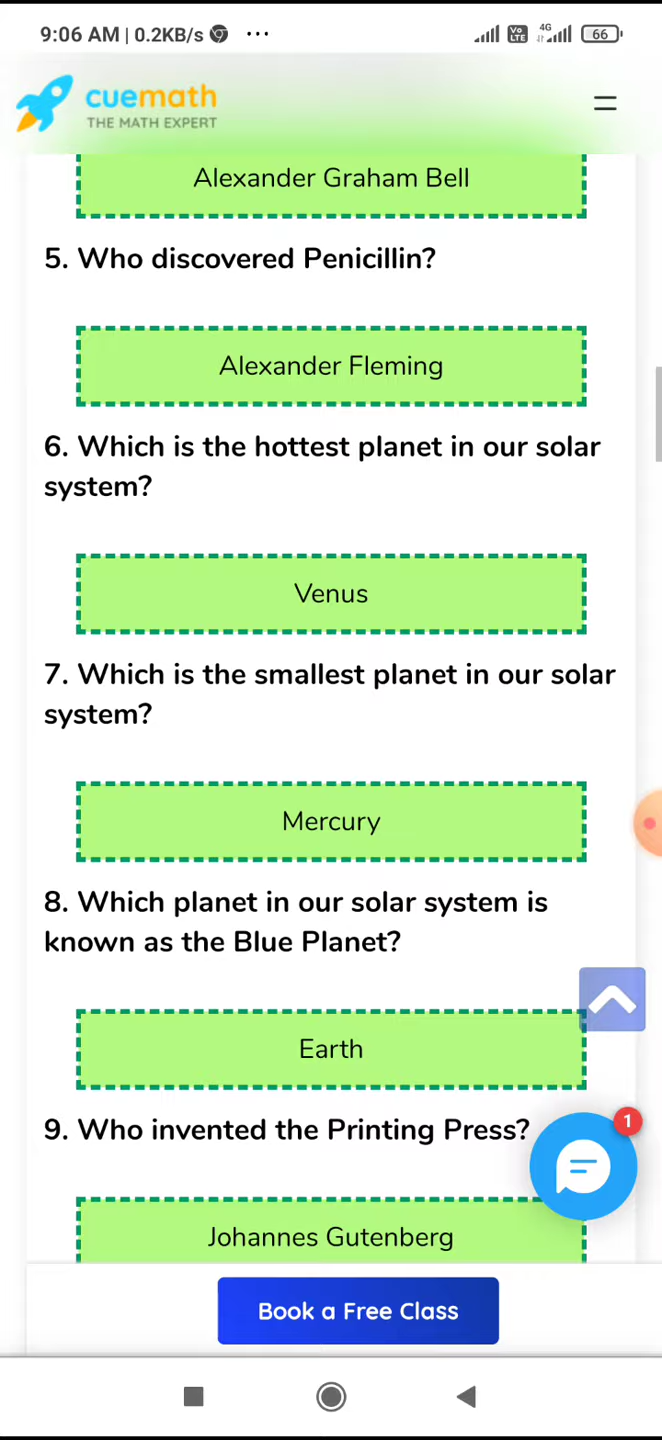 9:06 AM | 0.2KB/s ...
Vo LTE 4G 66
cuemath
THE MATH EXPERT
Alexander Graham Bell
5. Who discovered Penicillin?
Alexander Fleming
6. Which is the hottest planet in our solar
system?
Venus
7. Which is the smallest planet in our solar
system?
Mercury
8. Which planet in our solar system is
known as the Blue Planet?
Earth
1
9. Who invented the Printing Press?
Johannes Gutenberg
Book a Free Class